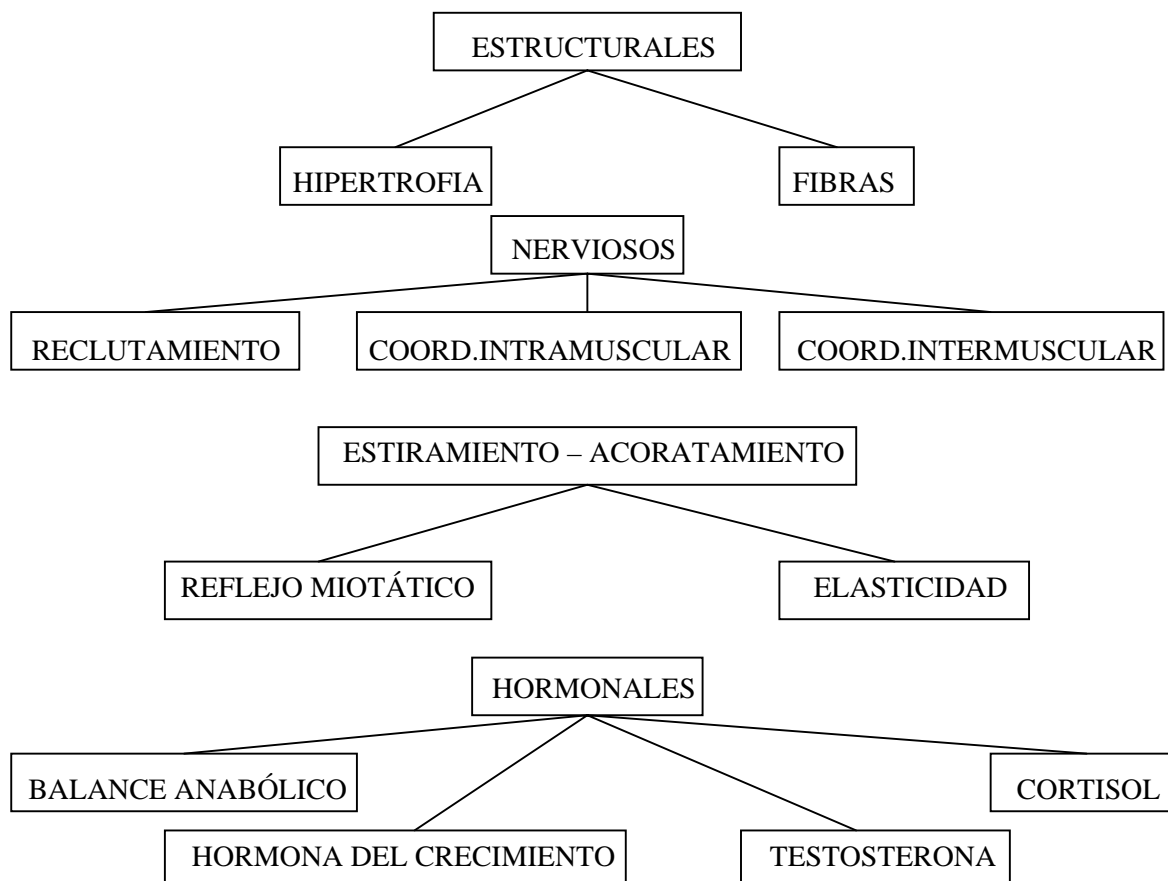 ESTRUCTURALES
HIPERTROFIA
FIBRAS
NERVIOSOS
RECLUTAMIENTO
COORD.INTRAMUSCULAR
COORD.INTERMUSCULAR
ESTIRAMIENTO – ACORATAMIENTO
REFLEJO MIOTÁTICO
ELASTICIDAD
HORMONALES
BALANCE ANABÓLICO
CORTISOL
HORMONA DEL CRECIMIENTO
TESTOSTERONA